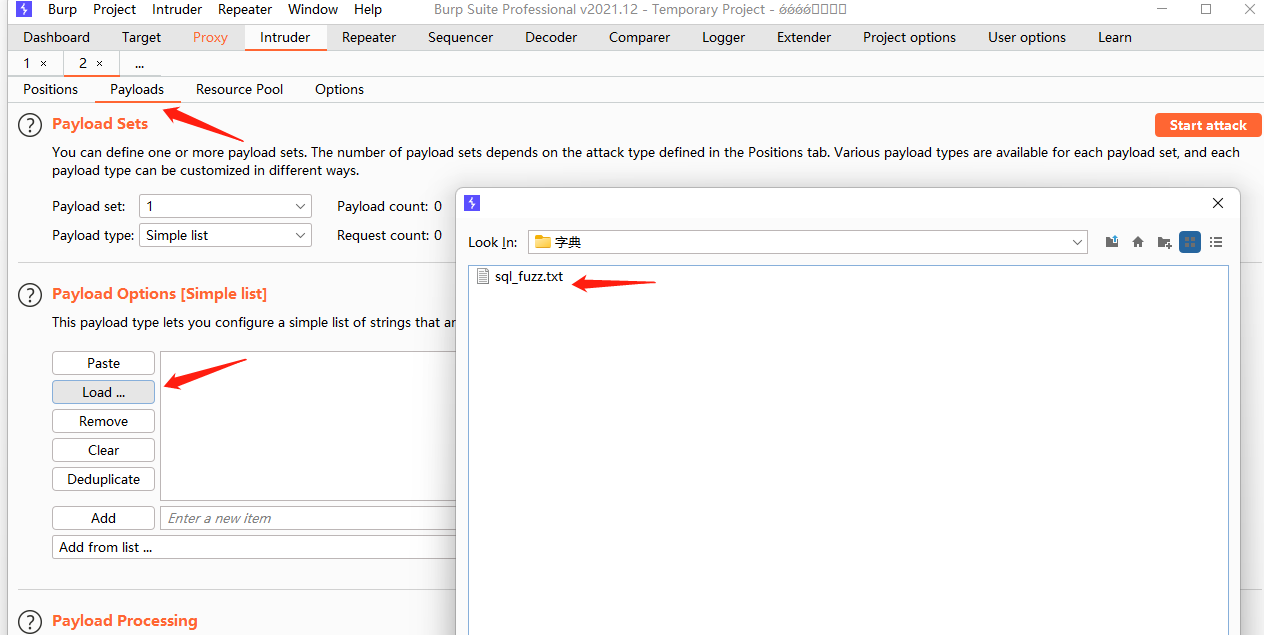 Burp Project Intruder Repeater Window Help Burp Suite Professional v2021.12 - Temporary Project -
Dashboard Target Proxy Intruder Repeater Sequencer Decoder Comparer Logger Extender Project options User options Learn
1 × 2 × ...
Positions Payloads Resource Pool Options
? Payload Sets Start attack
You can define one or more payload sets. The number of payload sets depends on the attack type defined in the Positions tab. Various payload types are available for each payload set, and each
payload type can be customized in different ways.
Payload set: 1 Payload count: 0
Payload type: Simple list Request count: 0
Look In: 字典
sql_fuzz.txt
? Payload Options [Simple list]
This payload type lets you configure a simple list of strings that ar
Paste
Load ...
Remove
Clear
Deduplicate
Add Enter a new item
Add from list ...
? Payload Processing